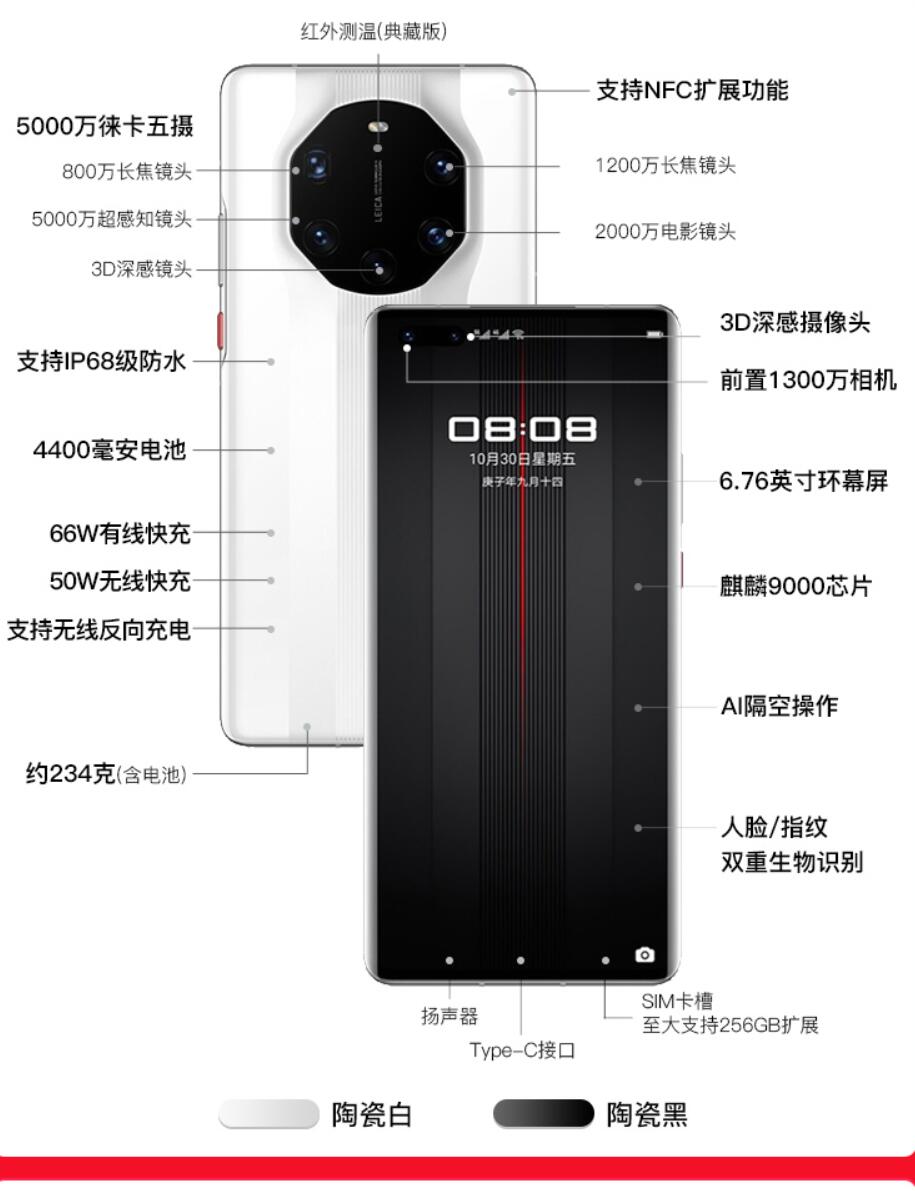 红外测温(典藏版)
支持NFC扩展功能
5000万徕卡五摄
800万长焦镜头
1200万长焦镜头
5000万超感知镜头
2000万电影镜头
3D深感镜头
LEICA
3D深感摄像头
支持IP68级防水
前置1300万相机
08:08
4400毫安电池
10月30日星期五
庚子年九月十四
6.76英寸环幕屏
66W有线快充
50W无线快充
麒麟9000芯片
支持无线反向充电
AI隔空操作
约234克(含电池)
人脸/指纹
双重生物识别
扬声器
SIM卡槽
至大支持256GB扩展
Type-C接口
陶瓷白
陶瓷黑